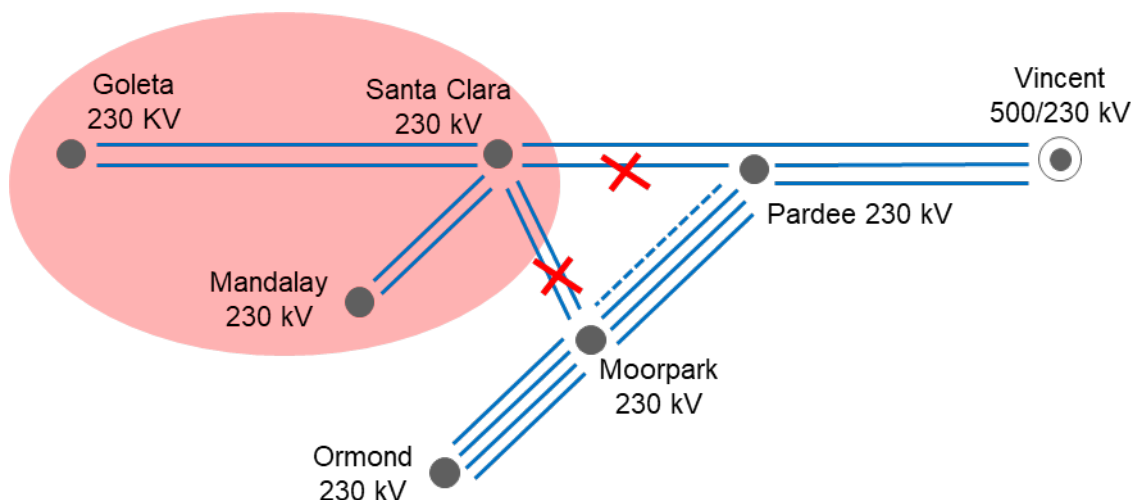 Goleta
230 KV
Santa Clara
230 kV
Vincent
500/230 kV
Pardee 230 kV
Mandalay
230 kV
Moorpark
230 kV
Ormond
230 kV